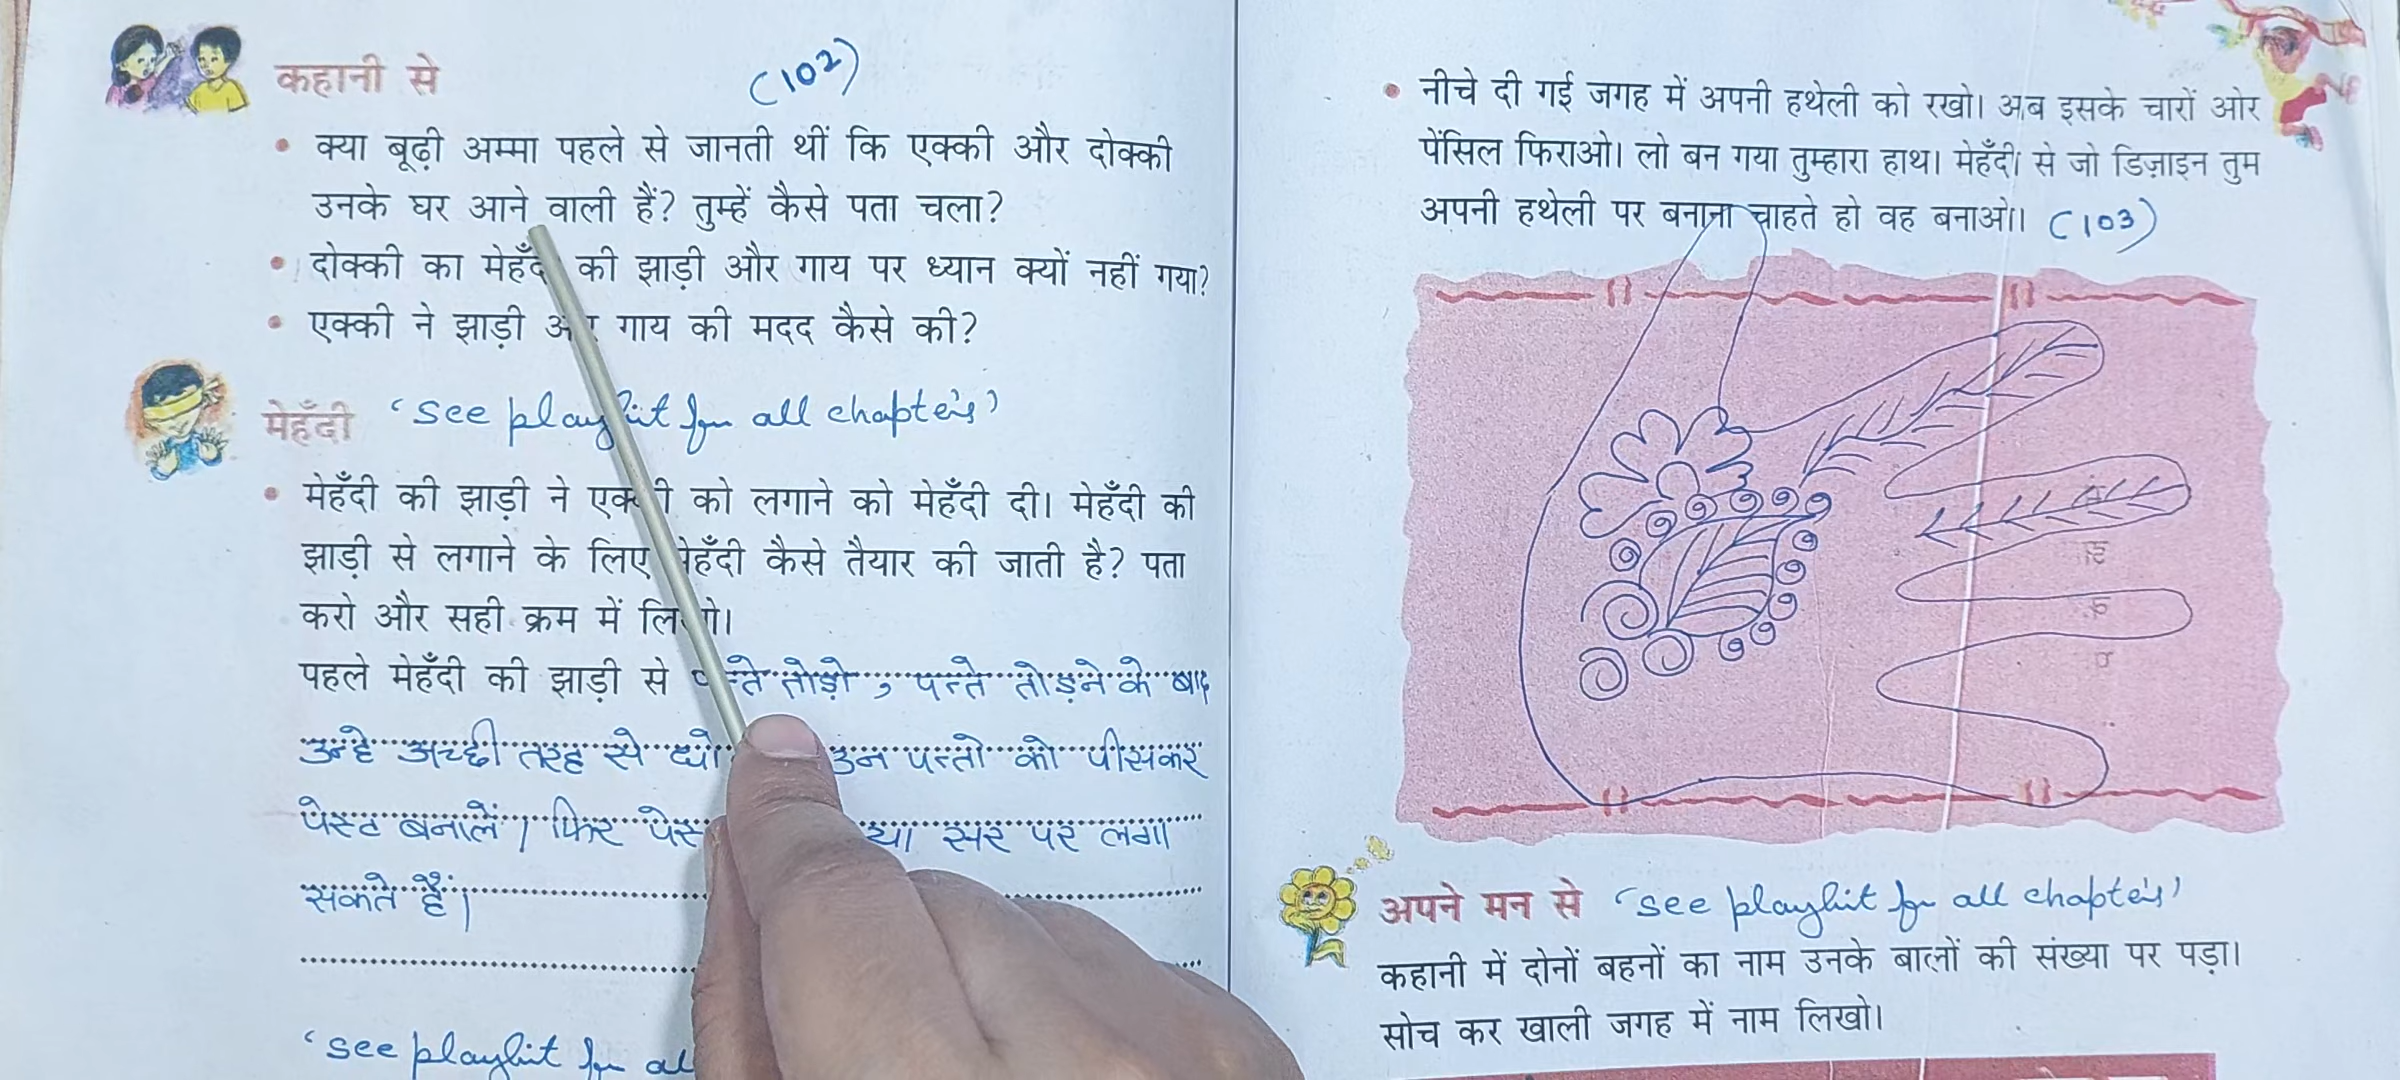 कहानी से (102)
क्या बूढ़ी अम्मा पहले से जानती थीं कि एक्की और दोक्की
उनके घर आने वाली हैं? तुम्हें कैसे पता चला?
दोक्की का की झाड़ी और गाय पर ध्यान क्यों नहीं गया?
एक्की ने झाड़ी गाय की मदद कैसे की?
मेहँदी 'see for all chapters'
मेहँदी की झाड़ी ने को लगाने को मेहँदी दी। मेहँदी की
झाड़ी से लगाने के लिए कैसे तैयार की जाती है? पता
करो और सही क्रम में
पहले मेहँदी की झाड़ी से तोड़ो, पत्ते तोड़ने के बाद
उन्हे अच्छी तरह से उन पत्तो को पीसकर
पेस्ट बनालें। फिर सर पर लगा
सकते हैं।
'see playlist for
नीचे दी गई जगह में अपनी हथेली को रखो। अब इसके चारों ओर
पेंसिल फिराओ। लो बन गया तुम्हारा हाथ। मेहँदी से जो डिज़ाइन तुम
अपनी हथेली पर बनाना चाहते हो वह बनाओ। (103)
अपने मन से 'see playlist for all chapters'
कहानी में दोनों बहनों का नाम उनके बालों की संख्या पर पड़ा।
सोच कर खाली जगह में नाम लिखो।